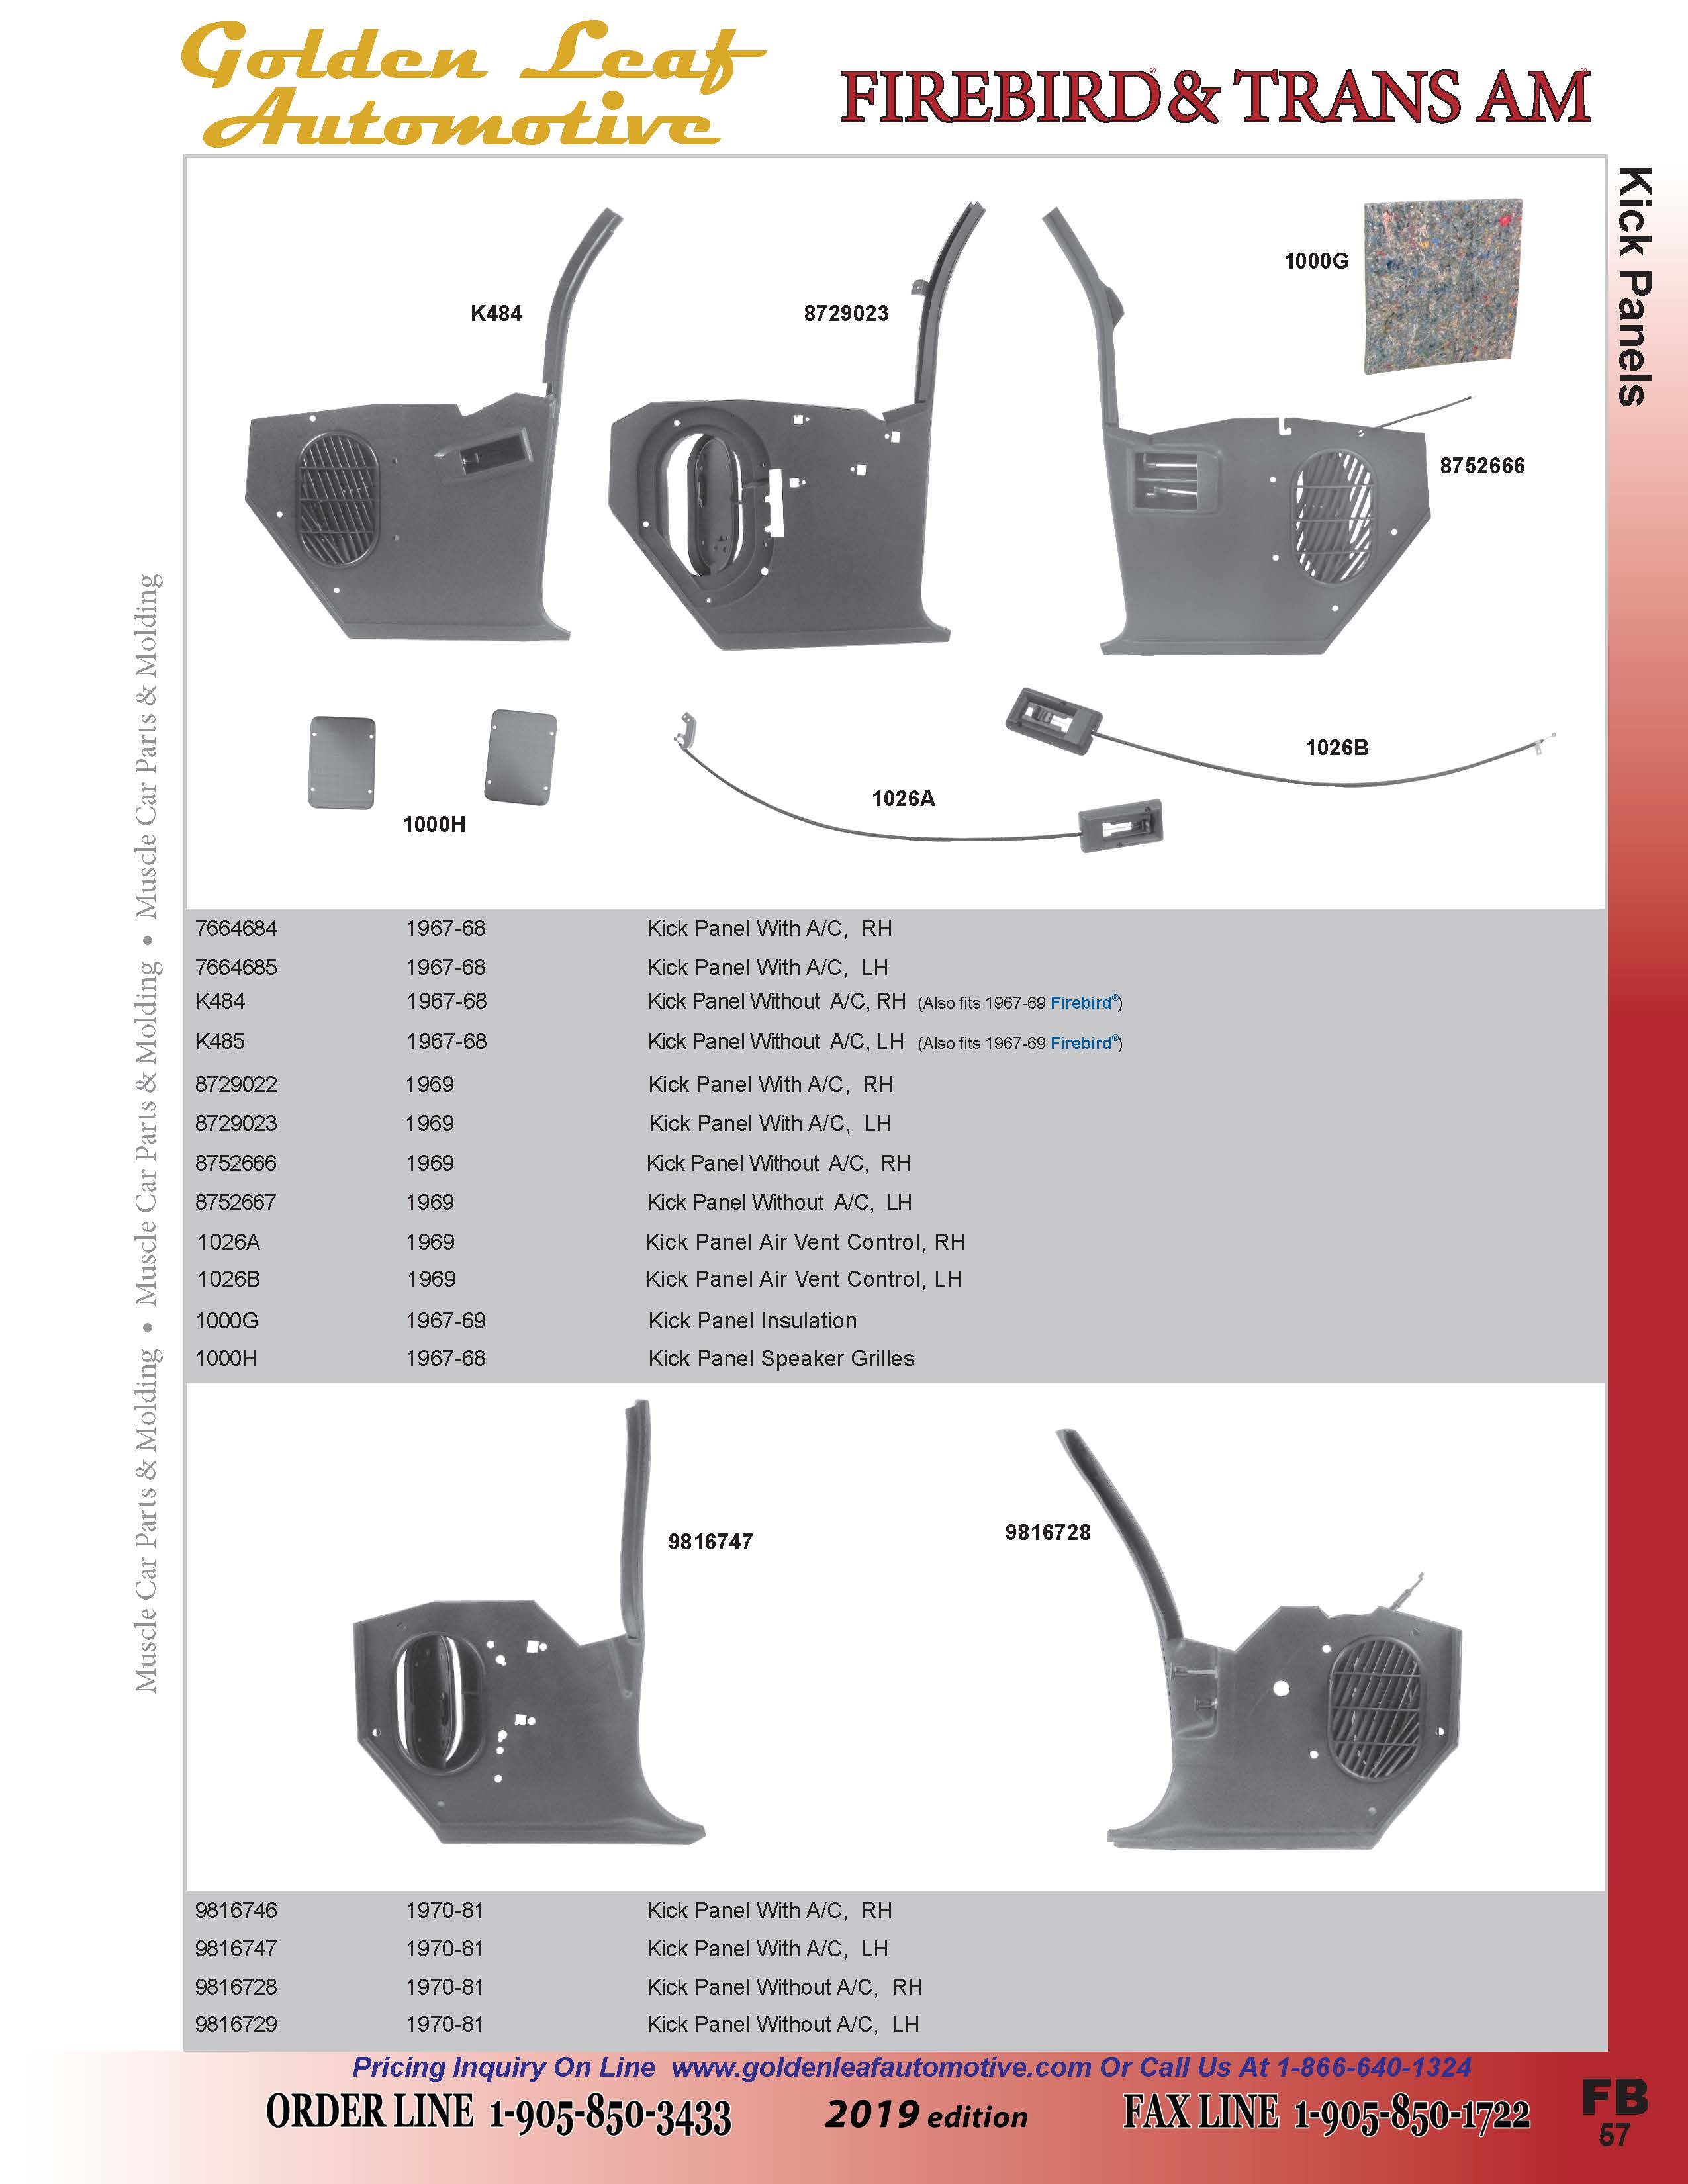 Golden Leaf
Automotive
FIREBIRD® & TRANS AM®
Kick Panels
K484
8729023
1000G
8752666
1000H
1026A
1026B
7664684 1967-68 Kick Panel With A/C, RH
7664685 1967-68 Kick Panel With A/C, LH
K484 1967-68 Kick Panel Without A/C, RH (Also fits 1967-69 Firebird®)
K485 1967-68 Kick Panel Without A/C, LH (Also fits 1967-69 Firebird®)
8729022 1969 Kick Panel With A/C, RH
8729023 1969 Kick Panel With A/C, LH
8752666 1969 Kick Panel Without A/C, RH
8752667 1969 Kick Panel Without A/C, LH
1026A 1969 Kick Panel Air Vent Control, RH
1026B 1969 Kick Panel Air Vent Control, LH
1000G 1967-69 Kick Panel Insulation
1000H 1967-68 Kick Panel Speaker Grilles
9816747
9816728
9816746 1970-81 Kick Panel With A/C, RH
9816747 1970-81 Kick Panel With A/C, LH
9816728 1970-81 Kick Panel Without A/C, RH
9816729 1970-81 Kick Panel Without A/C, LH
Muscle Car Parts & Molding • Muscle Car Parts & Molding • Muscle Car Parts & Molding
Pricing Inquiry On Line www.goldenleafautomotive.com Or Call Us At 1-866-640-1324
ORDER LINE 1-905-850-3433 2019 edition FAX LINE 1-905-850-1722
FB
57